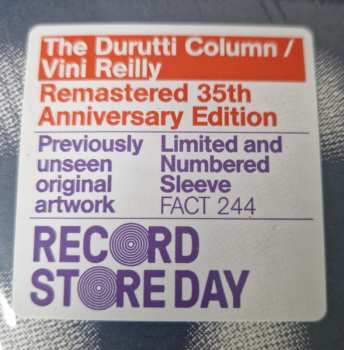 The Durutti Column /
Vini Reilly
Remastered 35th
Anniversary Edition
Previously
unseen
original
artwork
Limited and
Numbered
Sleeve
FACT 244
RECORD
STORE DAY